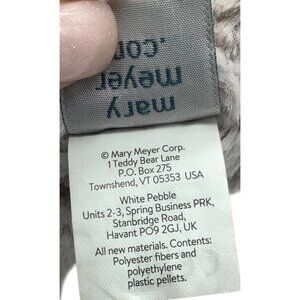 mary
meyer
.com
© Mary Meyer Corp.
1 Teddy Bear Lane
P.O. Box 275
Townshend, VT 05353 USA
White Pebble
Units 2-3, Spring Business PRK,
Stanbridge Road,
Havant PO9 2GJ, UK
All new materials. Contents:
Polyester fibers and
polyethylene
plastic pellets.